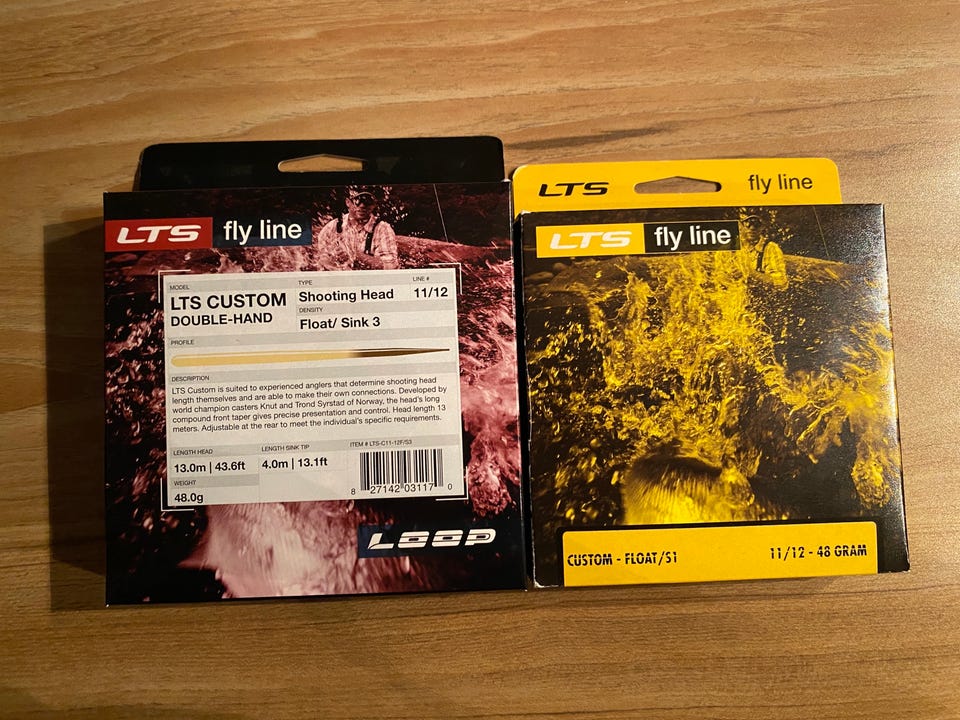 LTS fly line
MODEL
LTS CUSTOM
DOUBLE-HAND
TYPE
Shooting Head
LINE #
11/12
DENSITY
Float/ Sink 3
PROFILE
DESCRIPTION
LTS Custom is suited to experienced anglers that determine shooting head
length themselves and are able to make their own connections. Developed by
world champion casters Knut and Trond Syrstad of Norway, the head's long
compound front taper gives precise presentation and control. Head length 13
meters. Adjustable at the rear to meet the individual's specific requirements.
LENGTH HEAD
13.0m | 43.6ft
LENGTH SINK TIP
4.0m | 13.1ft
ITEM # LTS-C11-12F/S3
WEIGHT
48.0g
8 27142 03117 0
LOOP
LTS fly line
LTS fly line
CUSTOM - FLOAT/S1
11/12 - 48 GRAM